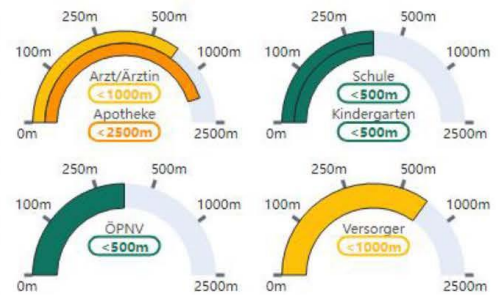 250m 500m
100m 1000m
Arzt/Ärztin
<1000m
Apotheke
<2500m
0m 2500m
250m 500m
100m 1000m
Schule
<500m
Kindergarten
<500m
0m 2500m
250m 500m
100m 1000m
ÖPNV
<500m
0m 2500m
250m 500m
100m 1000m
Versorger
<1000m
0m 2500m